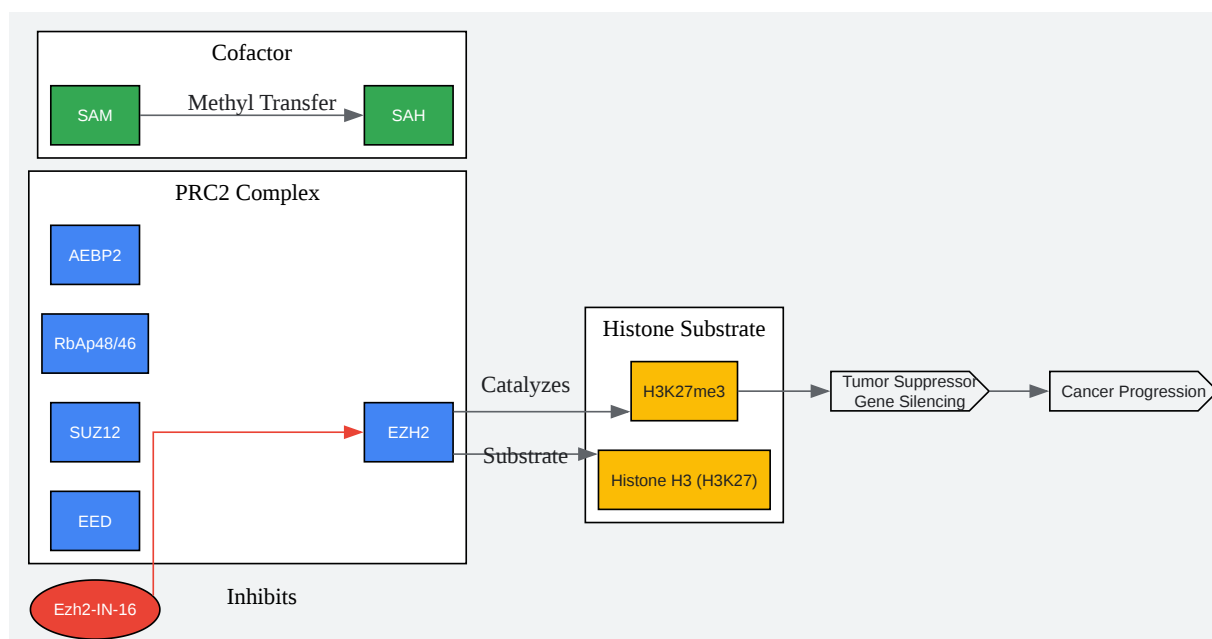 Cofactor
SAM
Methyl Transfer
SAH
PRC2 Complex
AEBP2
RbAp48/46
SUZ12
EZH2
EED
Ezh2-IN-16
Inhibits
Catalyzes
Substrate
Histone Substrate
H3K27me3
Histone H3 (H3K27)
Tumor Suppressor
Gene Silencing
Cancer Progression